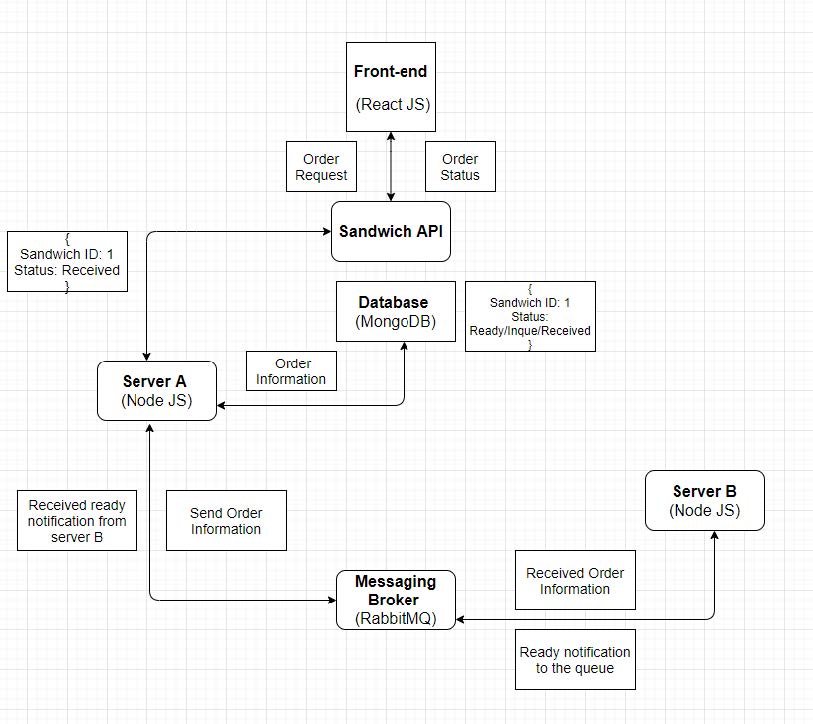 Front-end
(React JS)
Order
Request
Order
Status
Sandwich API
{
Sandwich ID: 1
Status: Received
}
Database
(MongoDB)
{
Sandwich ID: 1
Status:
Ready/Inque/Received
}
Order
Information
Server A
(Node JS)
Received ready
notification from
server B
Send Order
Information
Server B
(Node JS)
Messaging
Broker
(RabbitMQ)
Received Order
Information
Ready notification
to the queue